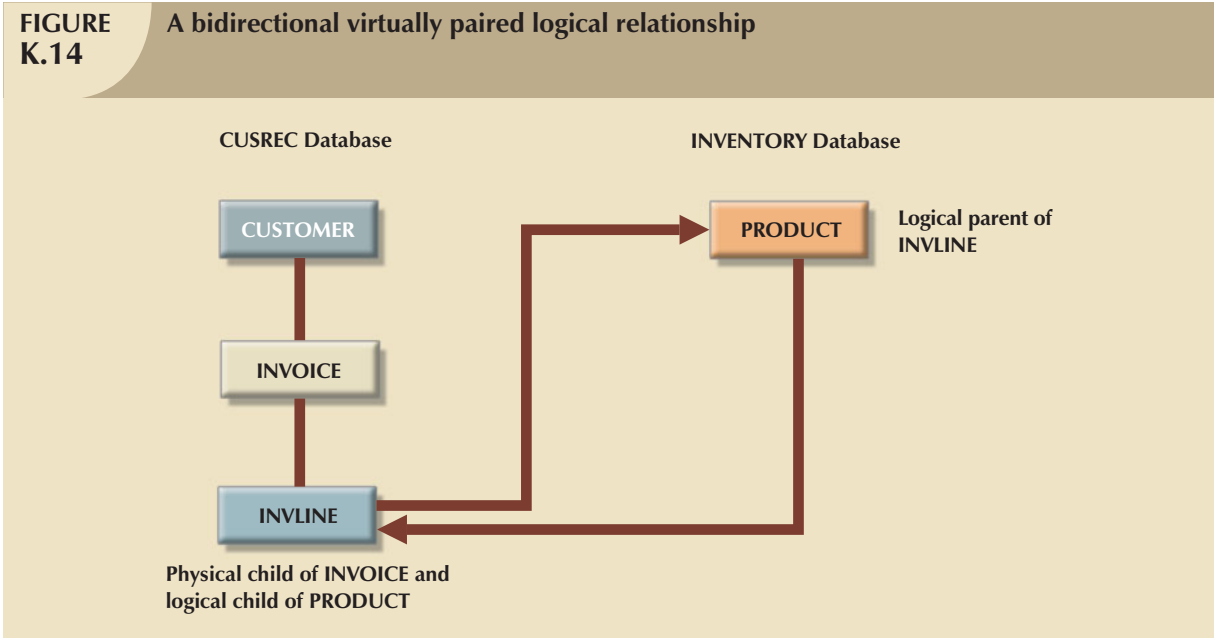 FIGURE
K.14
A bidirectional virtually paired logical relationship
CUSREC Database
INVENTORY Database
CUSTOMER
PRODUCT
Logical parent of
INVLINE
INVOICE
INVLINE
Physical child of INVOICE and
logical child of PRODUCT